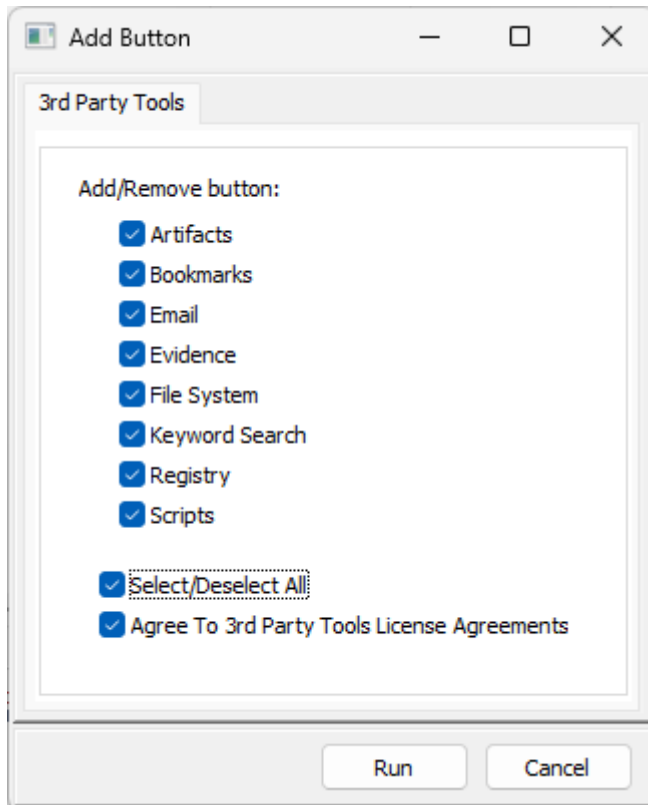 Add Button
3rd Party Tools
Add/Remove button:
Artifacts
Bookmarks
Email
Evidence
File System
Keyword Search
Registry
Scripts
Select/Deselect All
Agree To 3rd Party Tools License Agreements
Run Cancel